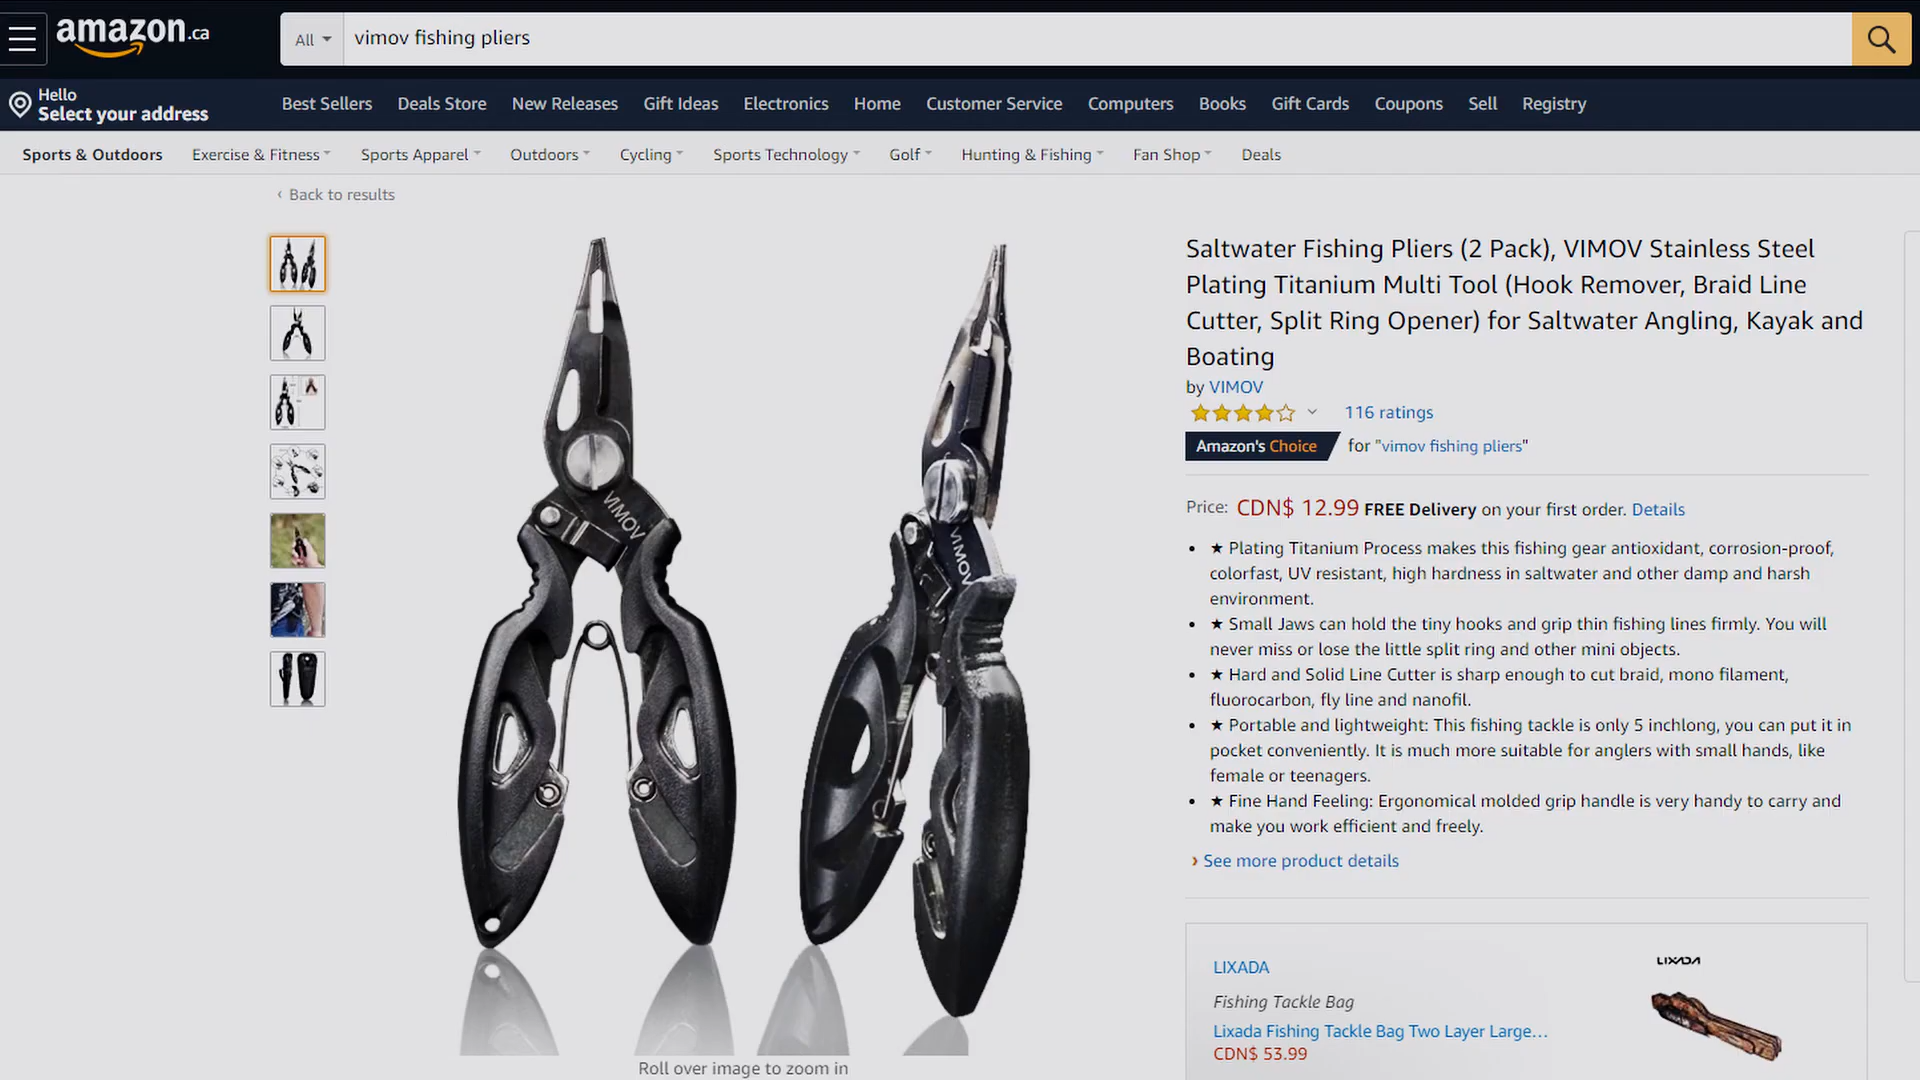 amazon.ca
All
vimov fishing pliers
Hello
Select your address
Best Sellers
Deals Store
New Releases
Gift Ideas
Electronics
Home
Customer Service
Computers
Books
Gift Cards
Coupons
Sell
Registry
Sports & Outdoors
Exercise & Fitness
Sports Apparel
Outdoors
Cycling
Sports Technology
Golf
Hunting & Fishing
Fan Shop
Deals
‹ Back to results
VIMOV
VIMOV
Roll over image to zoom in
Saltwater Fishing Pliers (2 Pack), VIMOV Stainless Steel
Plating Titanium Multi Tool (Hook Remover, Braid Line
Cutter, Split Ring Opener) for Saltwater Angling, Kayak and
Boating
by VIMOV
116 ratings
Amazon's Choice for "vimov fishing pliers"
Price: CDN$ 12.99 FREE Delivery on your first order. Details
• ★ Plating Titanium Process makes this fishing gear antioxidant, corrosion-proof,
colorfast, UV resistant, high hardness in saltwater and other damp and harsh
environment.
• ★ Small Jaws can hold the tiny hooks and grip thin fishing lines firmly. You will
never miss or lose the little split ring and other mini objects.
• ★ Hard and Solid Line Cutter is sharp enough to cut braid, mono filament,
fluorocarbon, fly line and nanofil.
• ★ Portable and lightweight: This fishing tackle is only 5 inchlong, you can put it in
pocket conveniently. It is much more suitable for anglers with small hands, like
female or teenagers.
• ★ Fine Hand Feeling: Ergonomical molded grip handle is very handy to carry and
make you work efficient and freely.
› See more product details
LIXADA
LIXADA
Fishing Tackle Bag
Lixada Fishing Tackle Bag Two Layer Large…
CDN$ 53.99